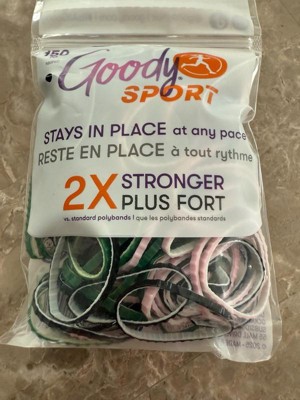 150
Goody
SPORT
STAYS IN PLACE at any pace
RESTE EN PLACE à tout rythme
2X STRONGER
PLUS FORT
vs. standard polybands | que les polybandes standards